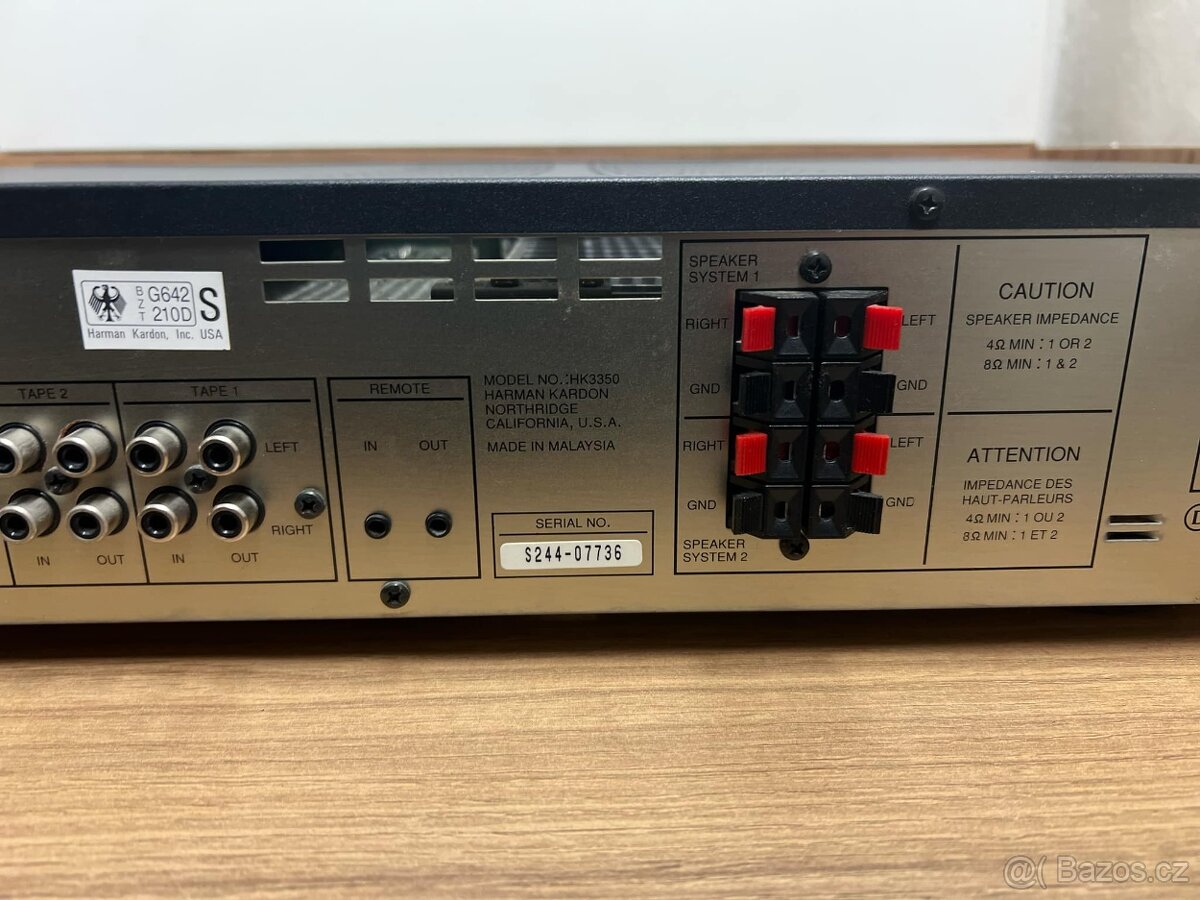 B Z T G642 210D S
Harman Kardon, Inc. USA
TAPE 2
IN OUT
TAPE 1
LEFT
RIGHT
IN OUT
REMOTE
IN OUT
MODEL NO.:HK3350
HARMAN KARDON
NORTHRIDGE
CALIFORNIA, U.S.A.
MADE IN MALAYSIA
SERIAL NO.
S244-07736
SPEAKER
SYSTEM 1
RIGHT LEFT
GND GND
RIGHT LEFT
GND GND
SPEAKER
SYSTEM 2
CAUTION
SPEAKER IMPEDANCE
4Ω MIN : 1 OR 2
8Ω MIN : 1 & 2
ATTENTION
IMPEDANCE DES
HAUT-PARLEURS
4Ω MIN : 1 OU 2
8Ω MIN : 1 ET 2
@( Bazos.cz